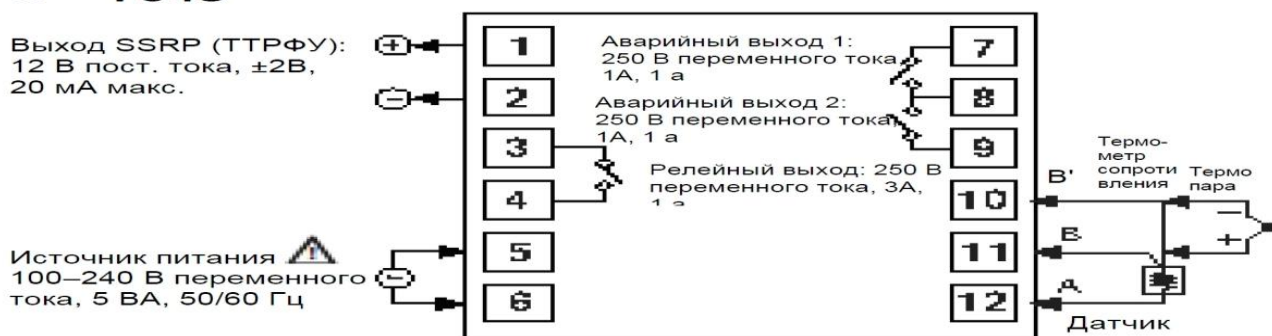 Выход SSRP (ТТРФУ):
12 В пост. тока, ±2В,
20 мА макс.
+
−
1
2
3
4
5
6
Аварийный выход 1:
250 В переменного тока,
1А, 1 а
Аварийный выход 2:
250 В переменного тока,
1А, 1 а
Релейный выход: 250 В
переменного тока, 3А,
1 а
7
8
9
10
11
12
Источник питания
100–240 В переменного
тока, 5 ВА, 50/60 Гц
Термо-
метр
сопроти
вления
Термо
пара
B'
B
A
−
+
Датчик